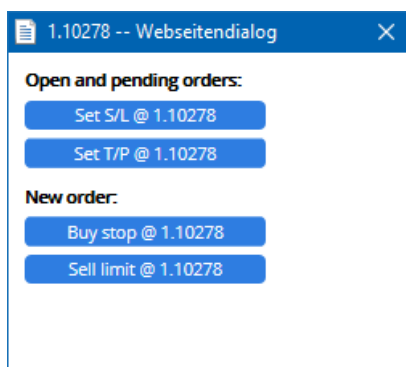 1.10278 -- Webseitendialog
Open and pending orders:
Set S/L @ 1.10278
Set T/P @ 1.10278
New order:
Buy stop @ 1.10278
Sell limit @ 1.10278